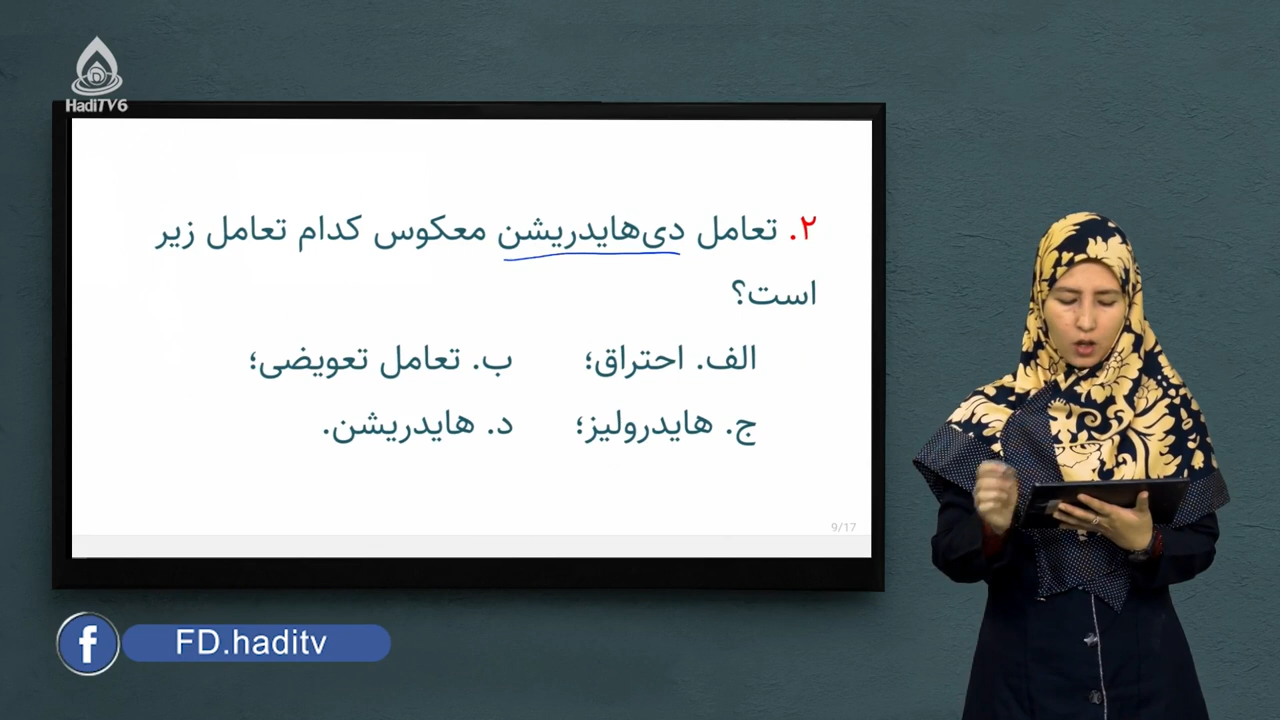 HadiTV6
۲. تعامل دی‌هایدریشن معکوس کدام تعامل زیر
است؟
الف. احتراق؛ ب. تعامل تعویضی؛
ج. هایدرولیز؛ د. هایدریشن.
9/17
f FD.haditv